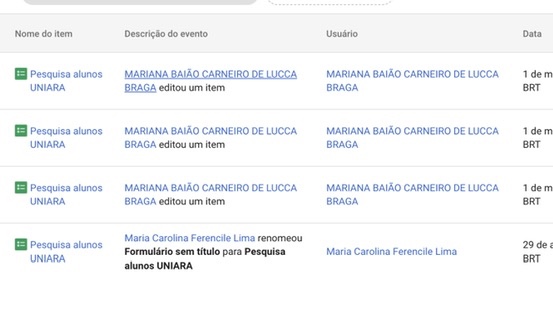 Nome do item Descrição do evento Usuário Data
Pesquisa alunos MARIANA BAIÃO CARNEIRO DE LUCCA MARIANA BAIÃO CARNEIRO DE LUCCA 1 de m
UNIARA BRAGA editou um item BRAGA BRT
Pesquisa alunos MARIANA BAIÃO CARNEIRO DE LUCCA MARIANA BAIÃO CARNEIRO DE LUCCA 1 de m
UNIARA BRAGA editou um item BRAGA BRT
Pesquisa alunos MARIANA BAIÃO CARNEIRO DE LUCCA MARIANA BAIÃO CARNEIRO DE LUCCA 1 de m
UNIARA BRAGA editou um item BRAGA BRT
Maria Carolina Ferencile Lima renomeou
Pesquisa alunos Formulário sem título para Pesquisa Maria Carolina Ferencile Lima 29 de a
UNIARA alunos UNIARA BRT